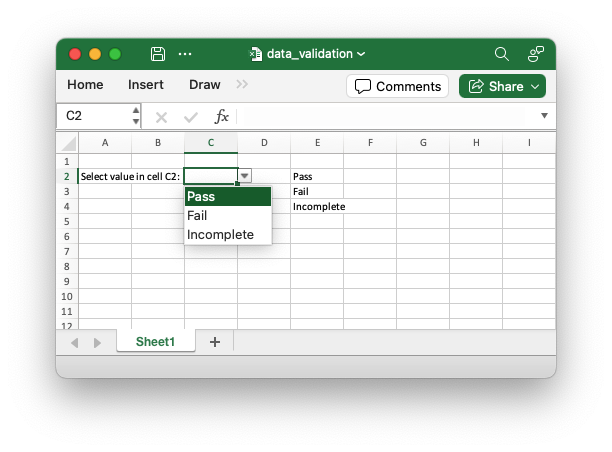 data_validation
Home Insert Draw Comments Share
C2 fx
A B C D E F G H I
1
2 Select value in cell C2: Pass
3 Pass Fail
4 Fail Incomplete
5 Incomplete
6
7
8
9
10
11
12
Sheet1 +